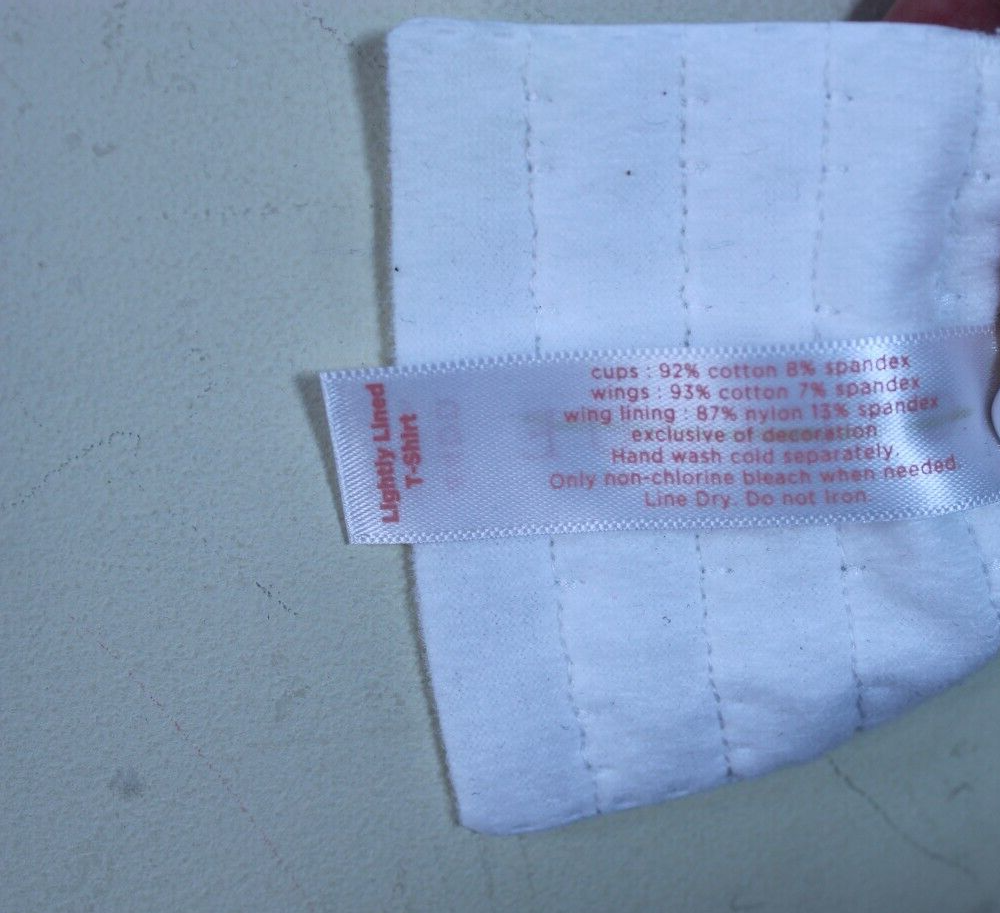 Lightly Lined
T-Shirt
cups : 92% cotton 8% spandex
wings : 93% cotton 7% spandex
wing lining : 87% nylon 13% spandex
exclusive of decoration
Hand wash cold separately.
Only non-chlorine bleach when needed.
Line Dry. Do not Iron.